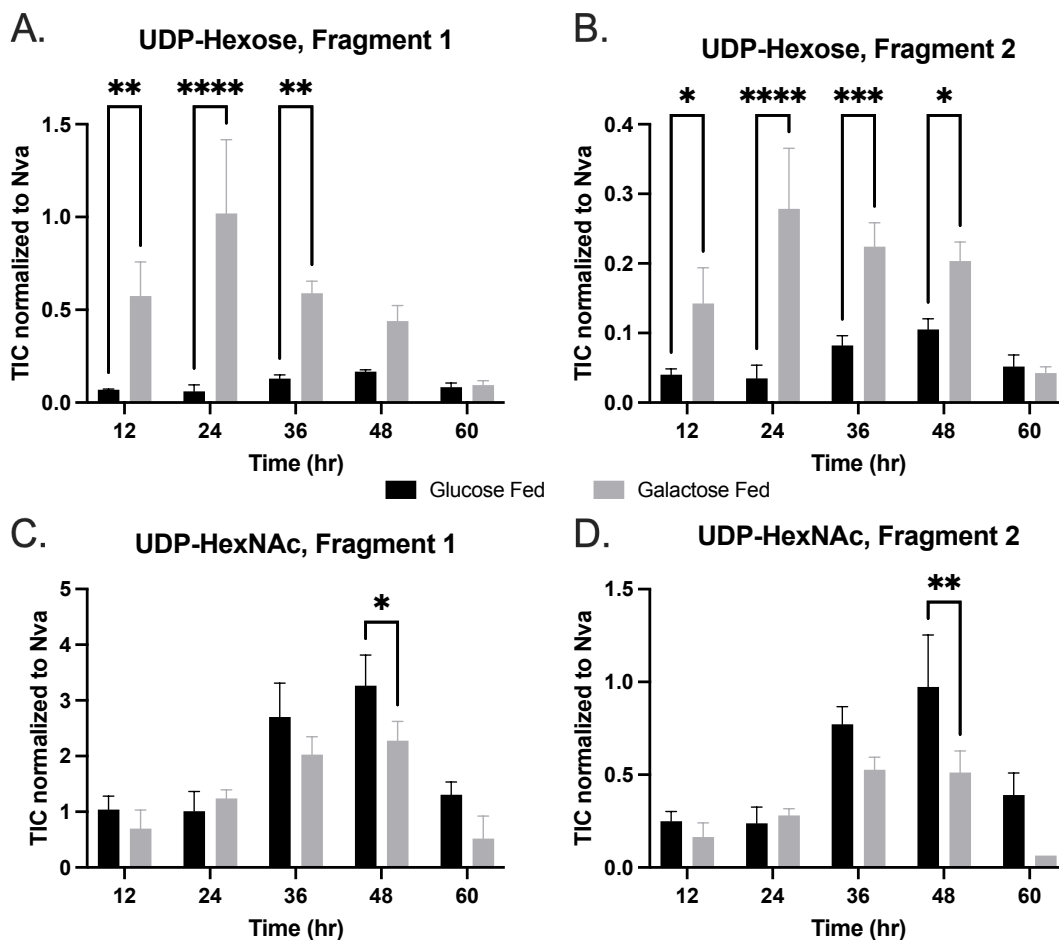 A.
UDP-Hexose, Fragment 1
** **** **
TIC normalized to Nva
1.5
1.0
0.5
0.0
12 24 36 48 60
Time (hr)
B.
UDP-Hexose, Fragment 2
* **** *** *
TIC normalized to Nva
0.4
0.3
0.2
0.1
0.0
12 24 36 48 60
Time (hr)
Glucose Fed Galactose Fed
C.
UDP-HexNAc, Fragment 1
*
TIC normalized to Nva
5
4
3
2
1
0
12 24 36 48 60
Time (hr)
D.
UDP-HexNAc, Fragment 2
**
TIC normalized to Nva
1.5
1.0
0.5
0.0
12 24 36 48 60
Time (hr)